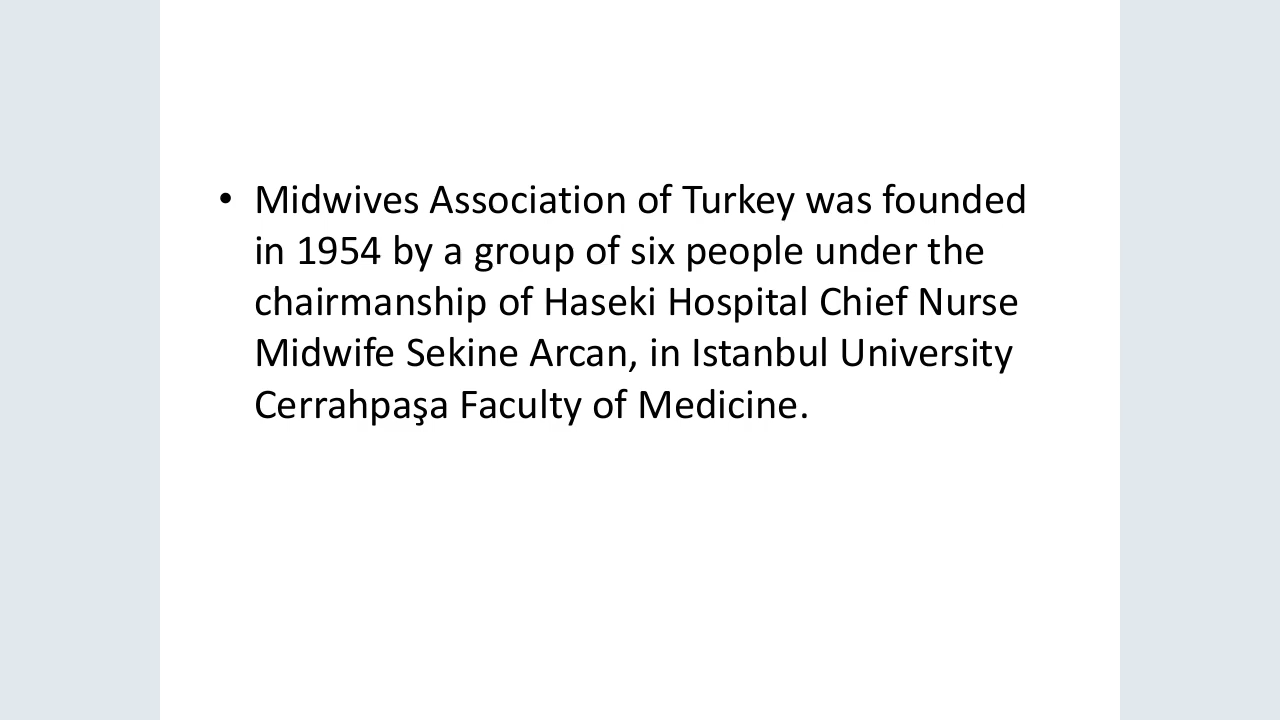 • Midwives Association of Turkey was founded
in 1954 by a group of six people under the
chairmanship of Haseki Hospital Chief Nurse
Midwife Sekine Arcan, in Istanbul University
Cerrahpaşa Faculty of Medicine.